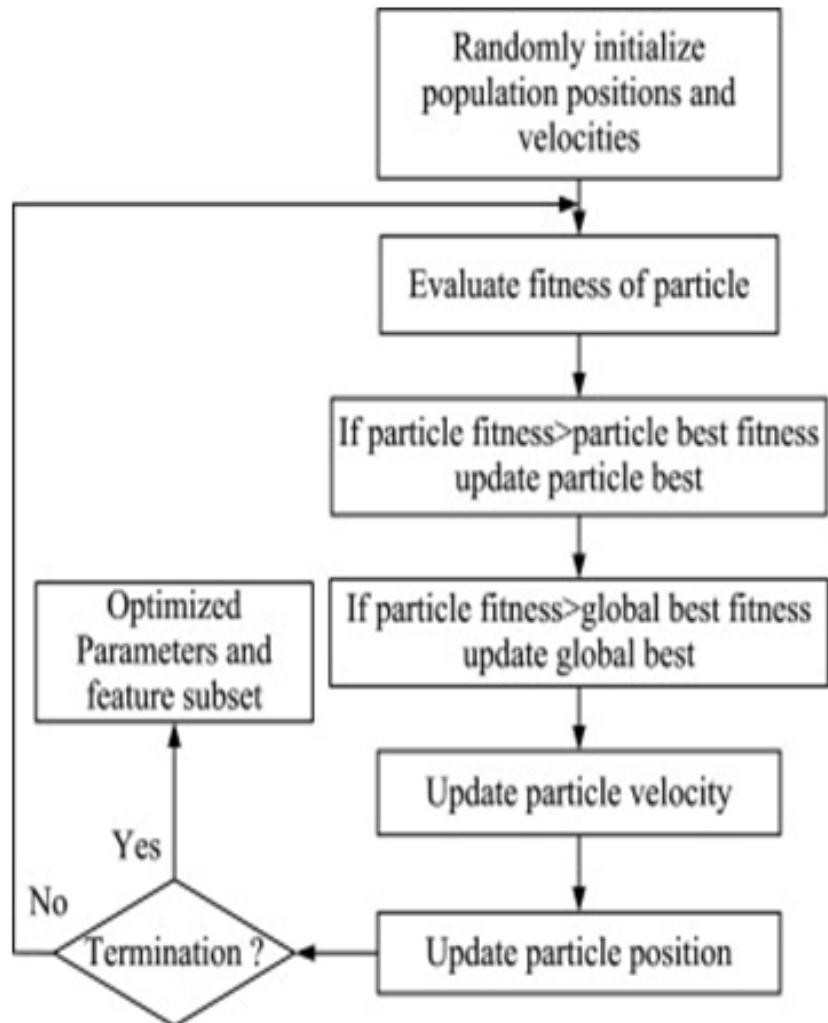 Randomly initialize
population positions and
velocities
Evaluate fitness of particle
If particle fitness>particle best fitness
update particle best
If particle fitness>global best fitness
update global best
Update particle velocity
Update particle position
Termination ?
Yes
No
Optimized
Parameters and
feature subset